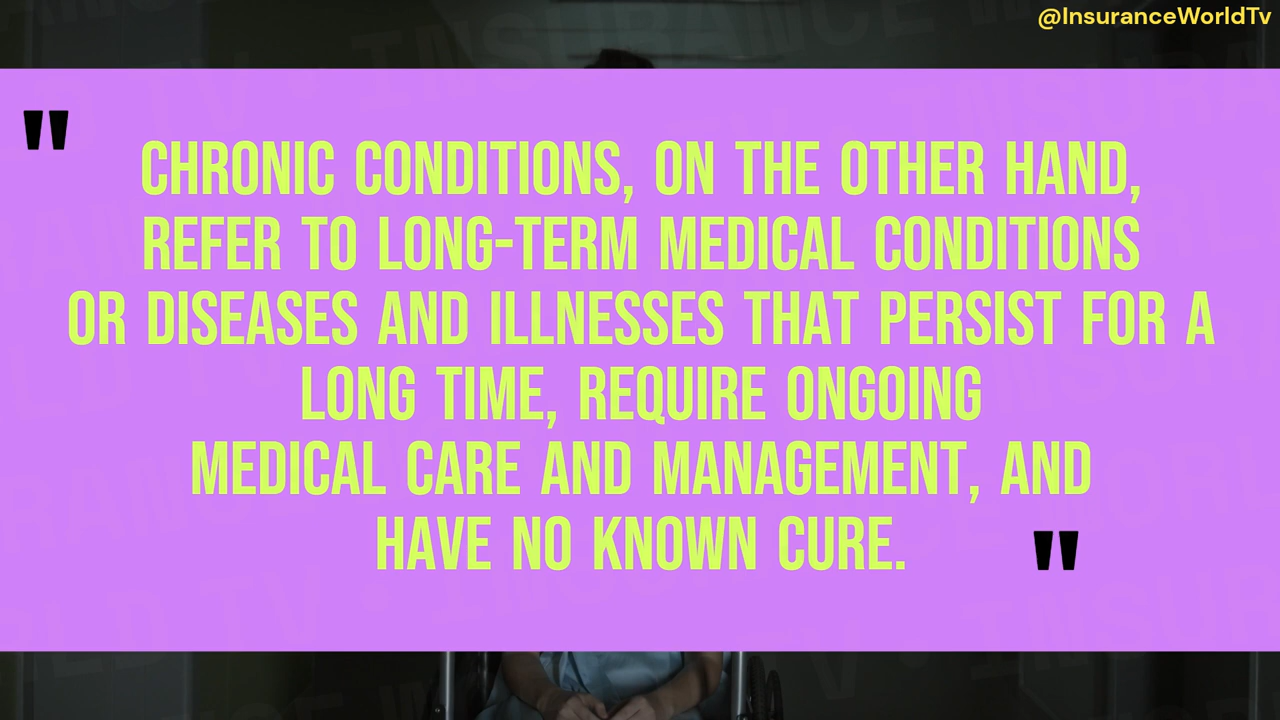 @InsuranceWorldTv
"
CHRONIC CONDITIONS, ON THE OTHER HAND,
REFER TO LONG-TERM MEDICAL CONDITIONS
OR DISEASES AND ILLNESSES THAT PERSIST FOR A
LONG TIME, REQUIRE ONGOING
MEDICAL CARE AND MANAGEMENT, AND
HAVE NO KNOWN CURE. "